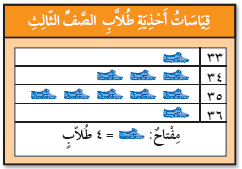 قِيَاسَاتُ أَحْذِيَةِ طُلَّابِ الصَّفِّ الثَّالِثِ
٣٣
٣٤
٣٥
٣٦
مِفْتَاحٌ: = ٤ طُلَّابٍ